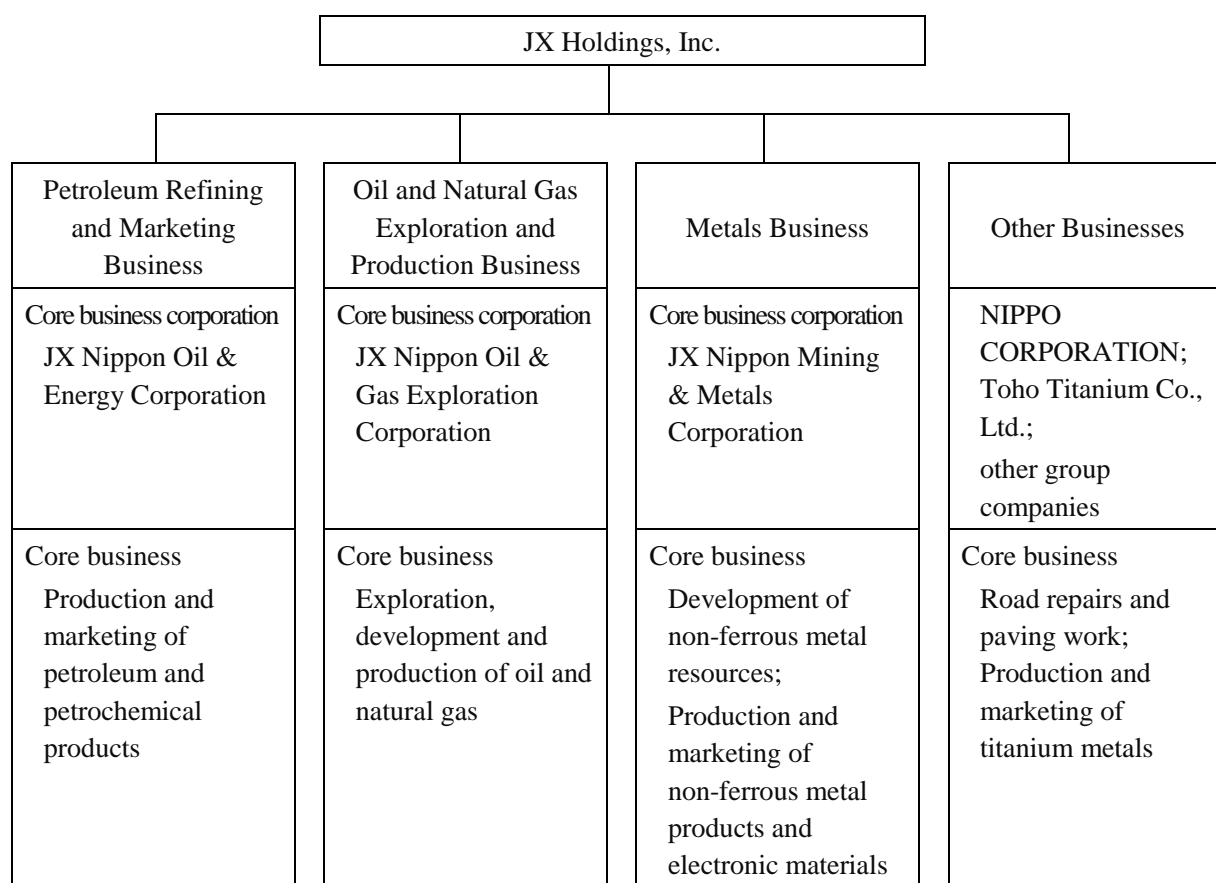 JX Holdings, Inc.
Petroleum Refining
and Marketing
Business
Oil and Natural Gas
Exploration and
Production Business
Metals Business
Other Businesses
Core business corporation
JX Nippon Oil &
Energy Corporation
Core business corporation
JX Nippon Oil &
Gas Exploration
Corporation
Core business corporation
JX Nippon Mining
& Metals
Corporation
NIPPO
CORPORATION;
Toho Titanium Co.,
Ltd.;
other group
companies
Core business
Production and
marketing of
petroleum and
petrochemical
products
Core business
Exploration,
development and
production of oil and
natural gas
Core business
Development of
non-ferrous metal
resources;
Production and
marketing of
non-ferrous metal
products and
electronic materials
Core business
Road repairs and
paving work;
Production and
marketing of
titanium metals